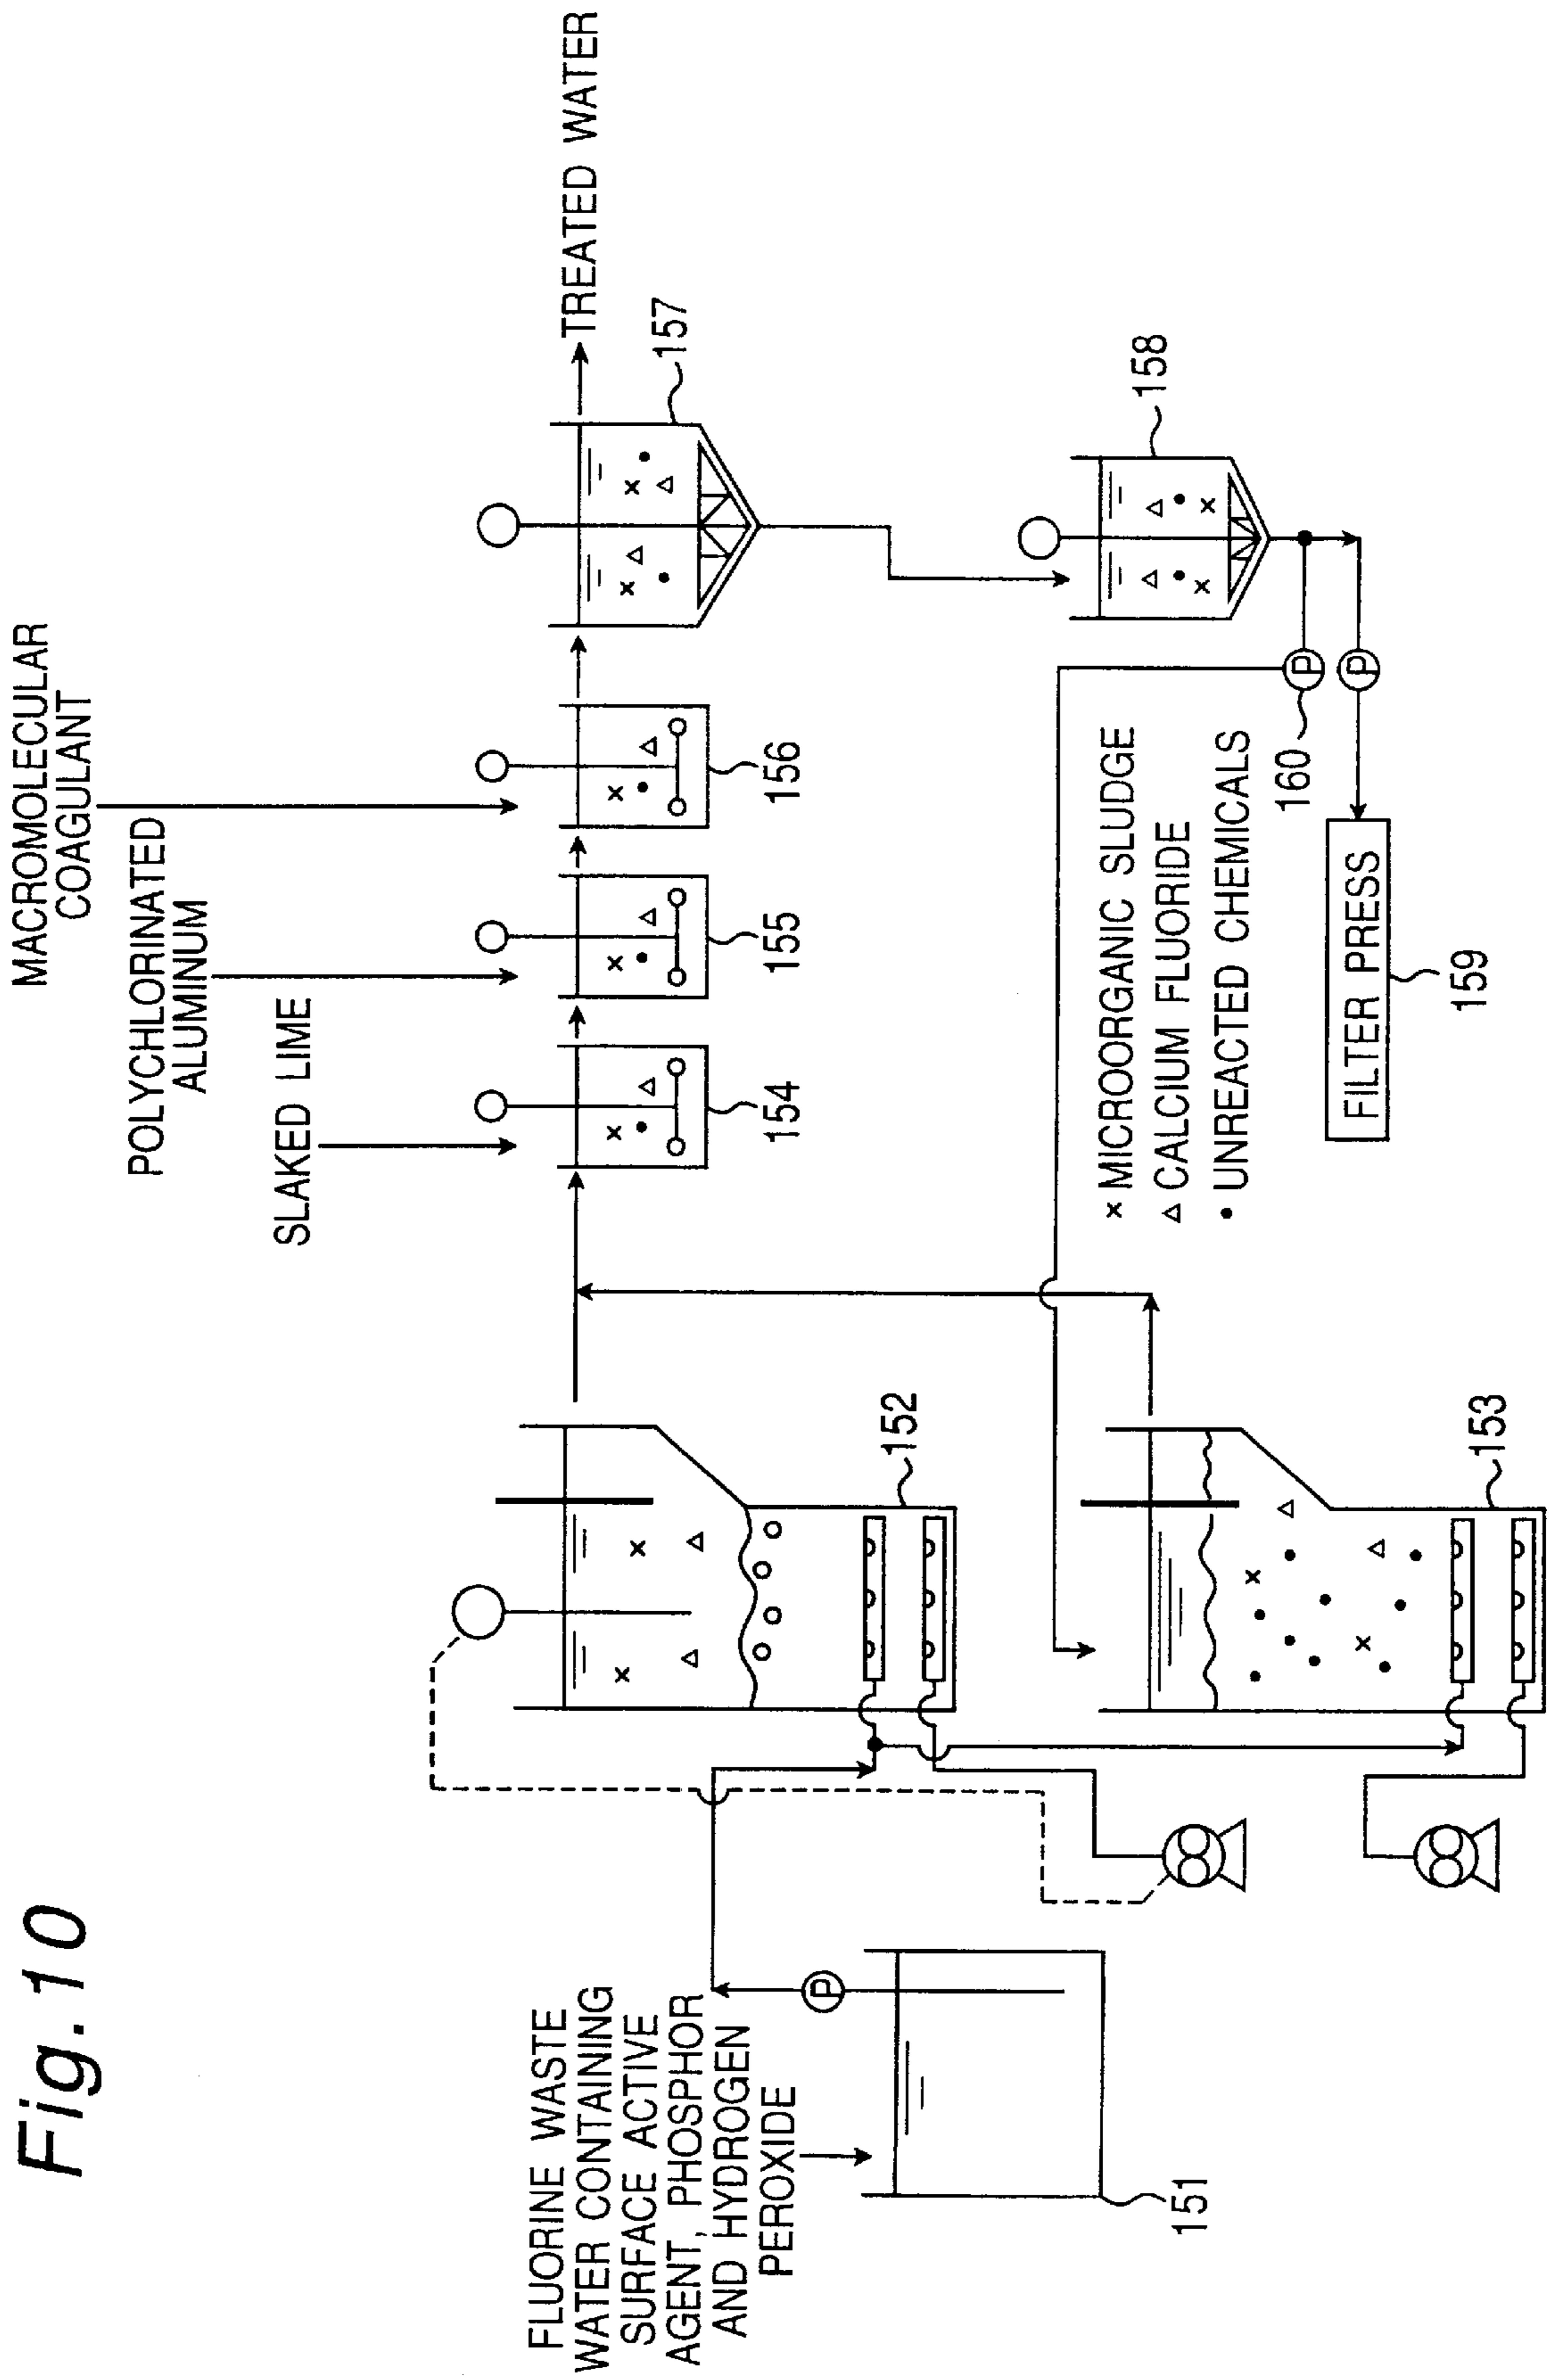 Fig. 10
MACROMOLECULAR
COAGULANT
POLYCHLORINATED
ALUMINUM
SLAKED LIME
TREATED WATER
157
156
155
154
158
P
P
160
FILTER PRESS
159
× MICROORGANIC SLUDGE
△ CALCIUM FLUORIDE
• UNREACTED CHEMICALS
152
153
FLUORINE WASTE
WATER CONTAINING
SURFACE ACTIVE
AGENT, PHOSPHOR
AND HYDROGEN
PEROXIDE
P
151